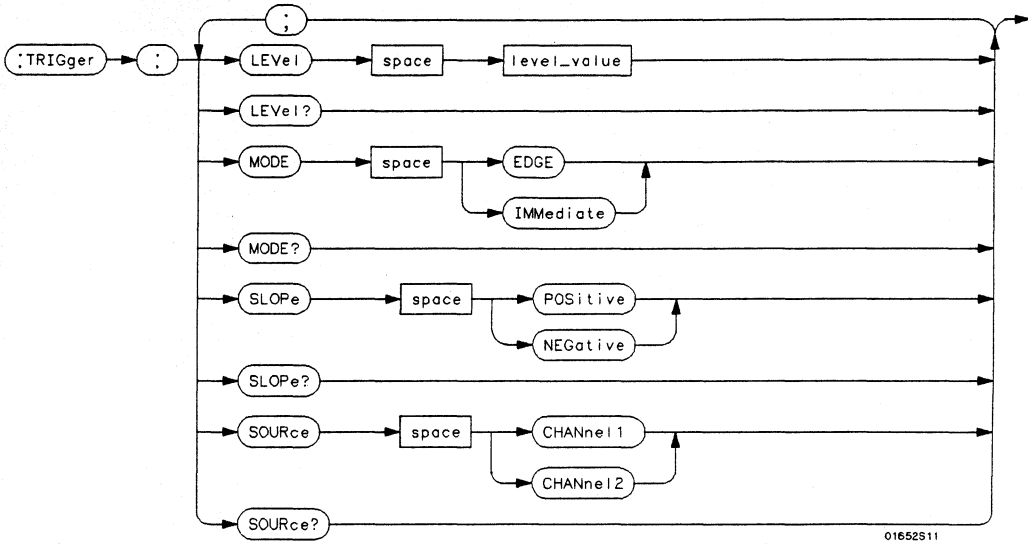 ;
:TRIGger : LEVel space level_value
LEVel?
MODE space EDGE
IMMediate
MODE?
SLOPe space POSitive
NEGative
SLOPe?
SOURce space CHANnel1
CHANnel2
SOURce?
01652S11